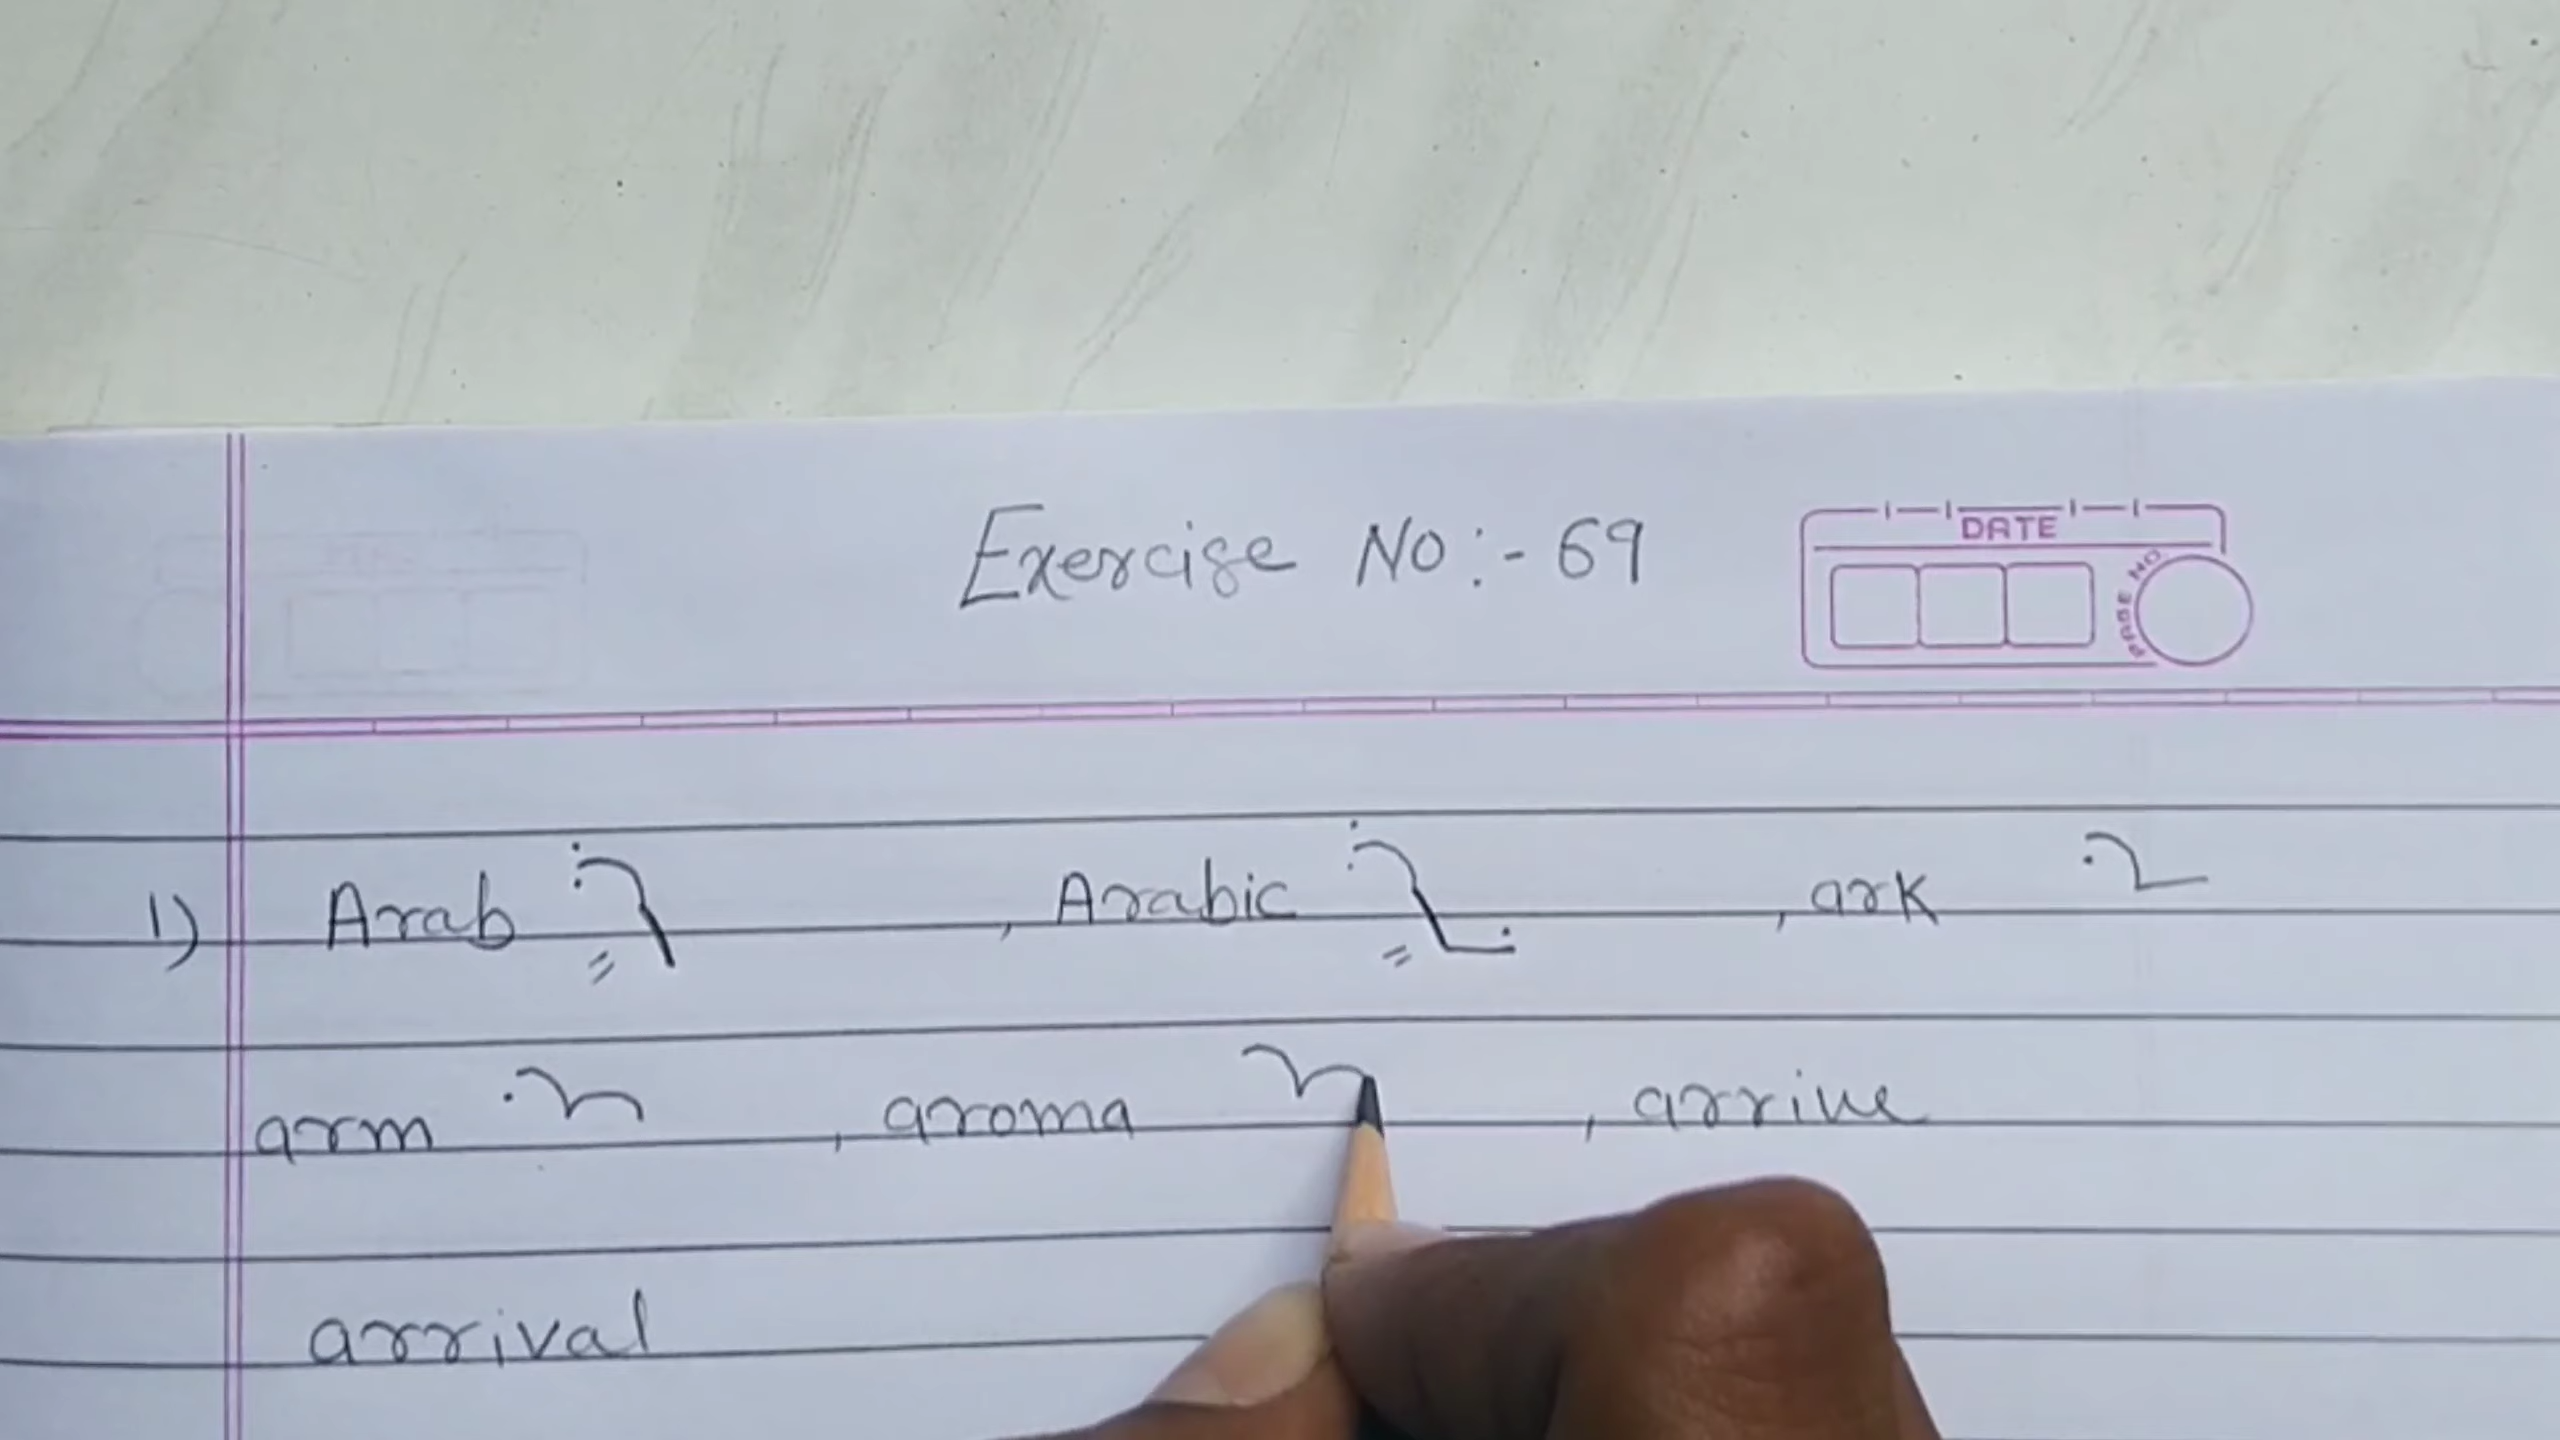 Exercise No:- 69
DATE
PAGE NO
1) Arab , Arabic , ark
arm , aroma , arrive
arrival